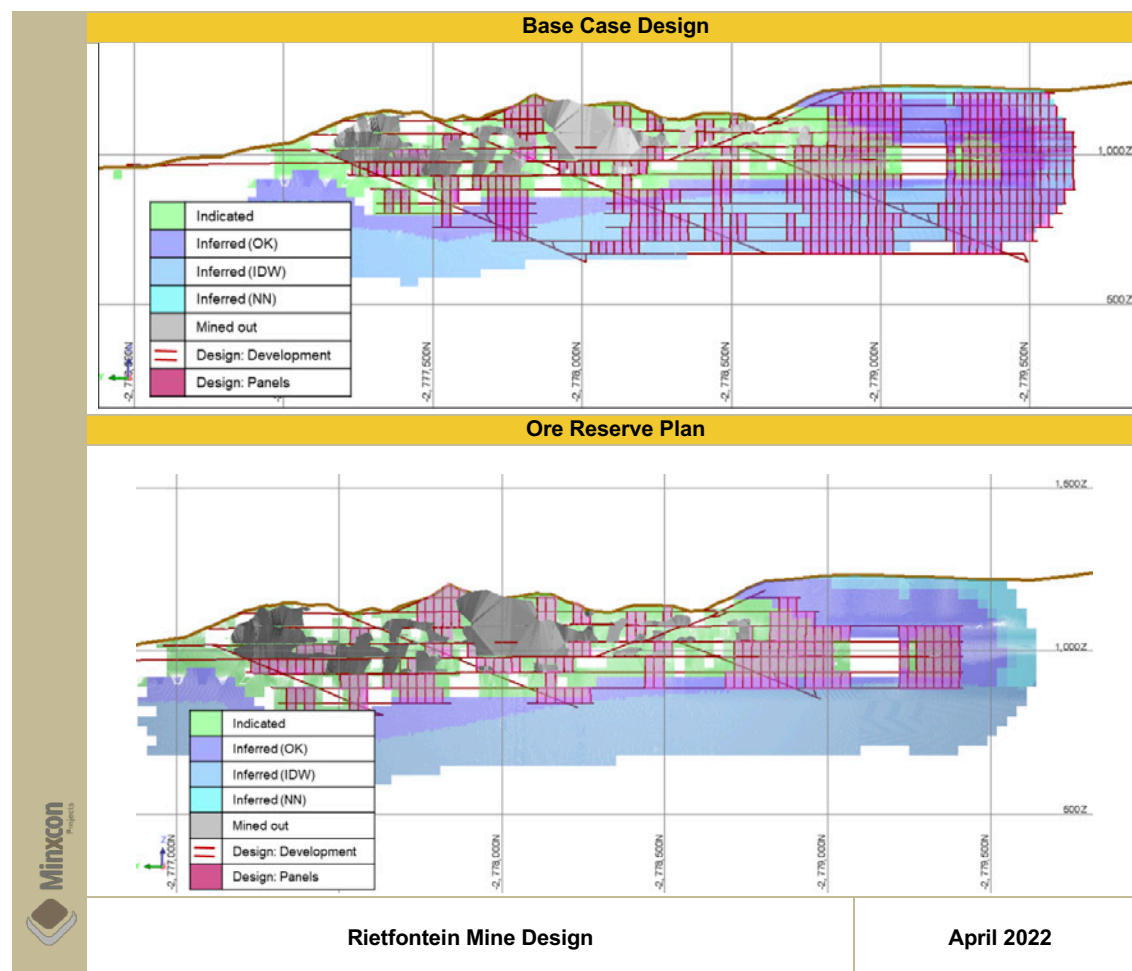 Base Case Design
1,000Z
500Z
Indicated
Inferred (OK)
Inferred (IDW)
Inferred (NN)
Mined out
Design: Development
Design: Panels
-2,777,500N
-2,778,000N
-2,778,500N
-2,779,000N
-2,779,500N
Ore Reserve Plan
1,500Z
1,000Z
500Z
Indicated
Inferred (OK)
Inferred (IDW)
Inferred (NN)
Mined out
Design: Development
Design: Panels
Z
-2,777,000N
-2,778,000N
-2,778,500N
-2,779,000N
-2,779,500N
Minxcon
Projects
Rietfontein Mine Design
April 2022